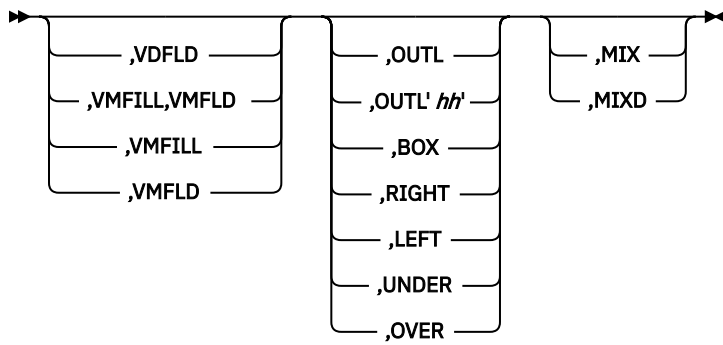 ,VDFLD
,VMFILL,VMFLD
,VMFILL
,VMFLD
,OUTL
,OUTL' hh'
,BOX
,RIGHT
,LEFT
,UNDER
,OVER
,MIX
,MIXD